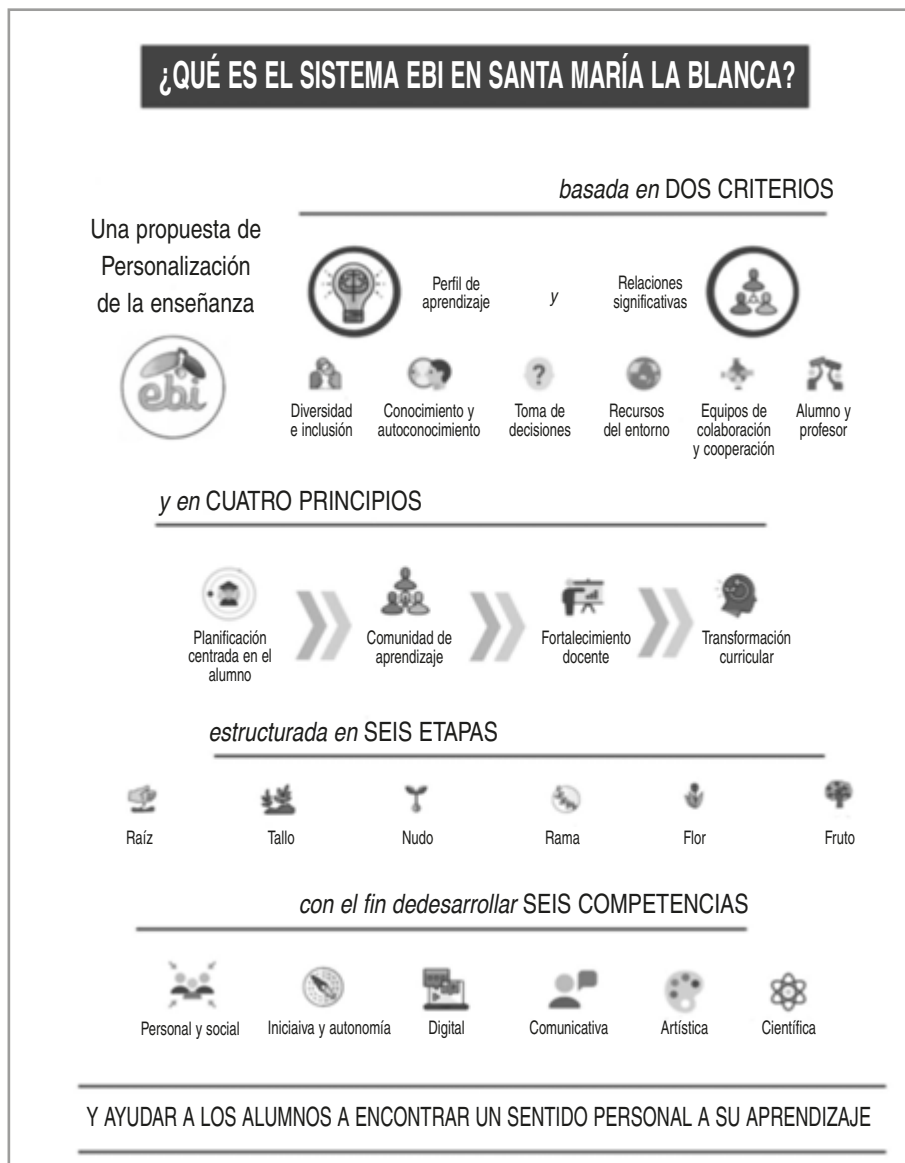 ¿QUÉ ES EL SISTEMA EBI EN SANTA MARÍA LA BLANCA?
basada en DOS CRITERIOS
Una propuesta de
Personalización
de la enseñanza
ebi
Perfil de
aprendizaje
y
Relaciones
significativas
Diversidad
e inclusión
Conocimiento y
autoconocimiento
?
Toma de
decisiones
Recursos
del entorno
Equipos de
colaboración
y cooperación
Alumno y
profesor
y en CUATRO PRINCIPIOS
Planificación
centrada en el
alumno
Comunidad de
aprendizaje
Fortalecimiento
docente
Transformación
curricular
estructurada en SEIS ETAPAS
Raíz
Tallo
Nudo
Rama
Flor
Fruto
con el fin dedesarrollar SEIS COMPETENCIAS
Personal y social
Iniciaiva y autonomía
Digital
Comunicativa
Artística
Científica
Y AYUDAR A LOS ALUMNOS A ENCONTRAR UN SENTIDO PERSONAL A SU APRENDIZAJE